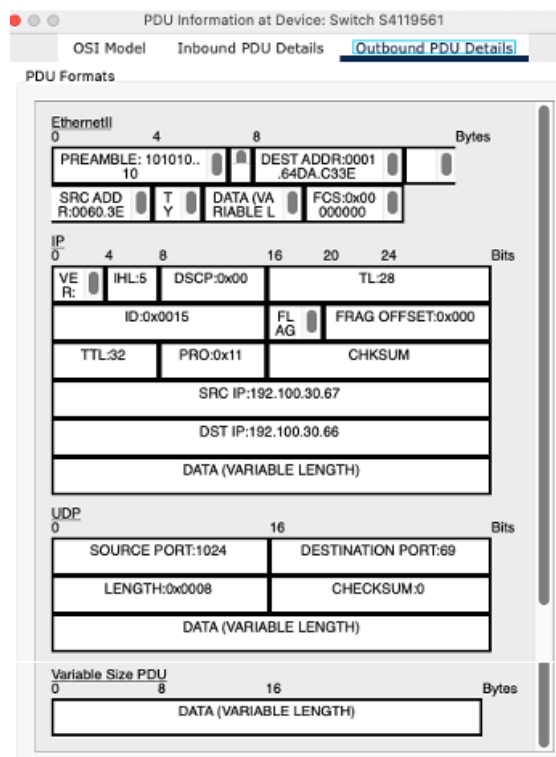 PDU Information at Device: Switch S4119561
OSI Model Inbound PDU Details Outbound PDU Details
PDU Formats
EthernetII
0 4 8 Bytes
PREAMBLE: 101010..
10
DEST ADDR:0001
.64DA.C33E
SRC ADD
R:0060.3E
T
Y
DATA (VA
RIABLE L
FCS:0x00
000000
IP
0 4 8 16 20 24 Bits
VE
R:
IHL:5
DSCP:0x00
TL:28
ID:0x0015
FL
AG
FRAG OFFSET:0x000
TTL:32
PRO:0x11
CHKSUM
SRC IP:192.100.30.67
DST IP:192.100.30.66
DATA (VARIABLE LENGTH)
UDP
0 16 Bits
SOURCE PORT:1024
DESTINATION PORT:69
LENGTH:0x0008
CHECKSUM:0
DATA (VARIABLE LENGTH)
Variable Size PDU
0 8 16 Bytes
DATA (VARIABLE LENGTH)